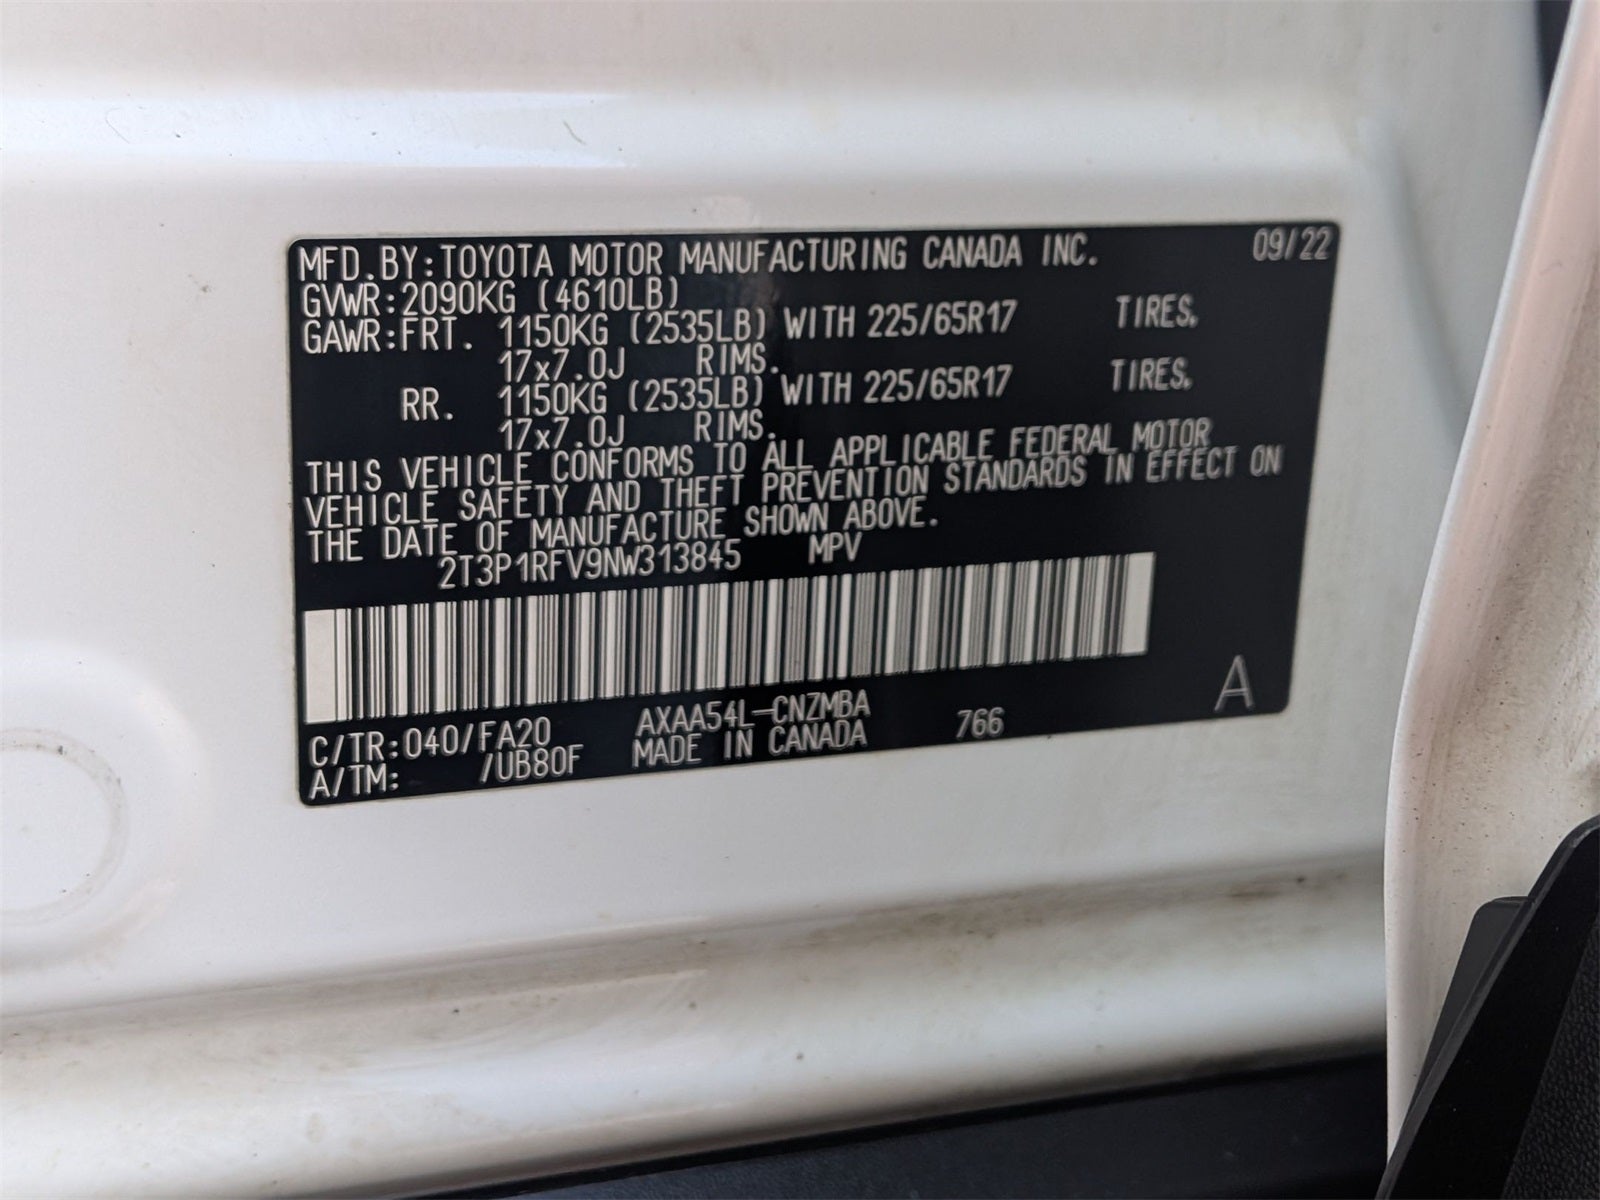 MFD.BY:TOYOTA MOTOR MANUFACTURING CANADA INC. 09/22
GVWR:2090KG (4610LB)
GAWR:FRT. 1150KG (2535LB) WITH 225/65R17 TIRES.
17x7.0J RIMS.
RR. 1150KG (2535LB) WITH 225/65R17 TIRES.
17x7.0J RIMS.
THIS VEHICLE CONFORMS TO ALL APPLICABLE FEDERAL MOTOR
VEHICLE SAFETY AND THEFT PREVENTION STANDARDS IN EFFECT ON
THE DATE OF MANUFACTURE SHOWN ABOVE.
2T3P1RFV9NW313845 MPV
C/TR:040/FA20 AXAA54L-CNZMBA 766 A
A/TM: /UB80F MADE IN CANADA